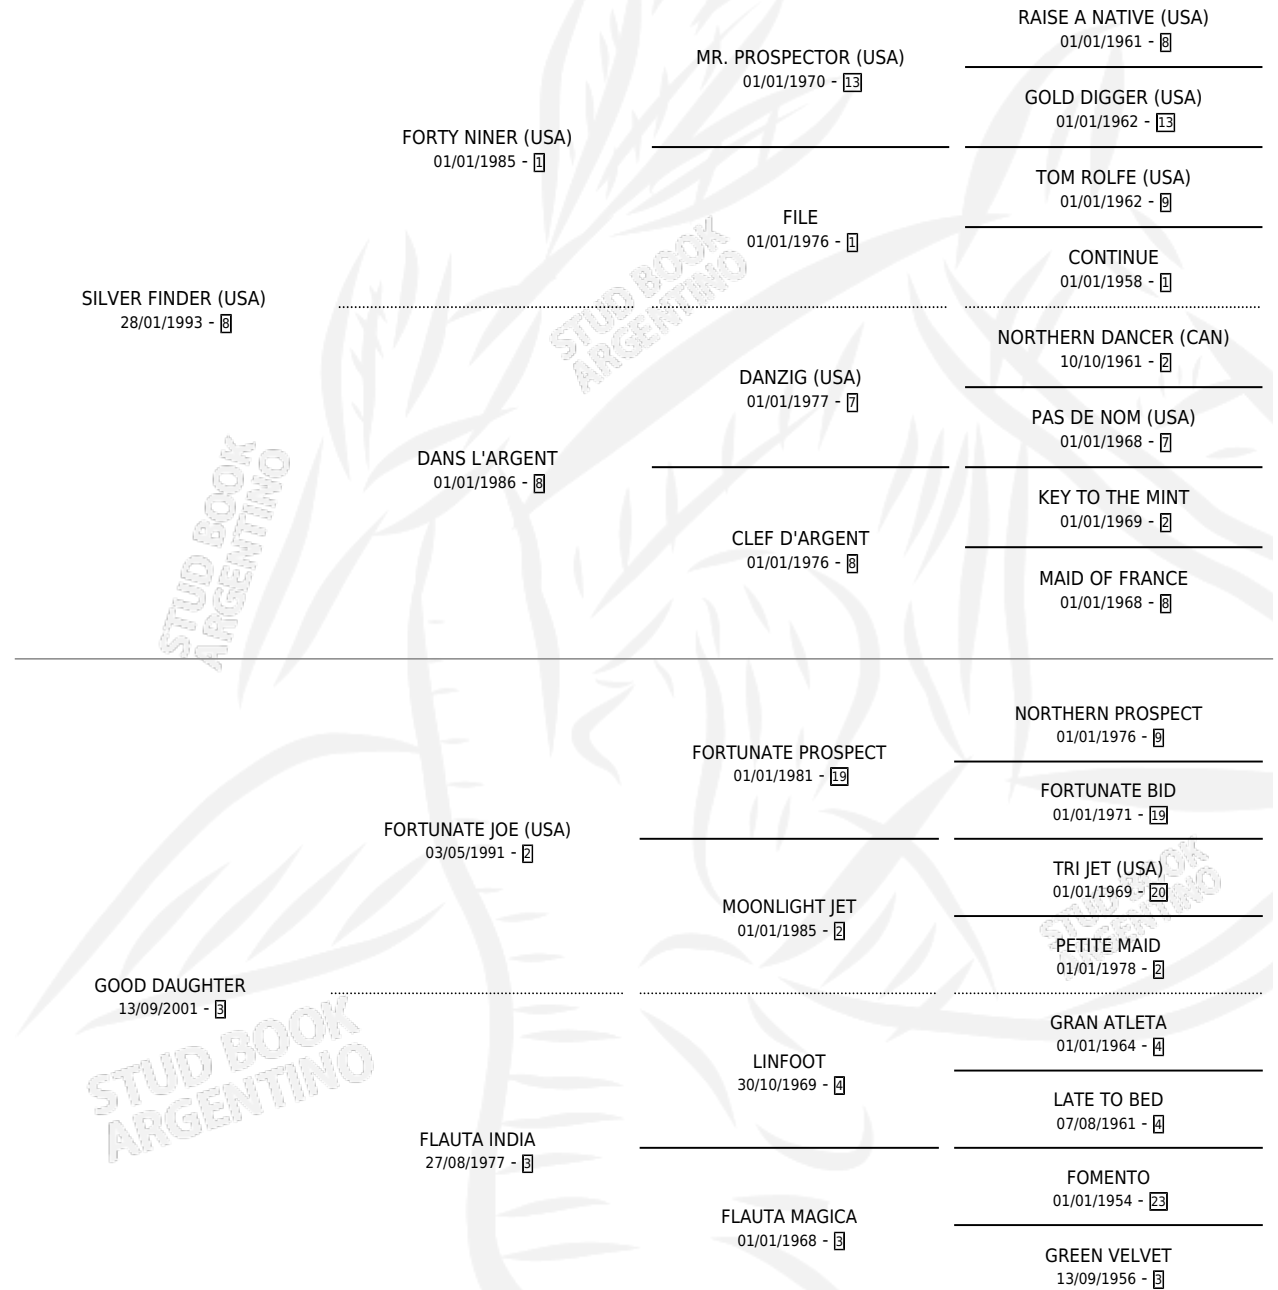 RAISE A NATIVE (USA)
01/01/1961 - 8
MR. PROSPECTOR (USA)
01/01/1970 - 13
GOLD DIGGER (USA)
01/01/1962 - 13
FORTY NINER (USA)
01/01/1985 - 1
TOM ROLFE (USA)
01/01/1962 - 9
FILE
01/01/1976 - 1
CONTINUE
01/01/1958 - 1
SILVER FINDER (USA)
28/01/1993 - 8
NORTHERN DANCER (CAN)
10/10/1961 - 2
DANZIG (USA)
01/01/1977 - 7
PAS DE NOM (USA)
01/01/1968 - 7
DANS L'ARGENT
01/01/1986 - 8
KEY TO THE MINT
01/01/1969 - 2
CLEF D'ARGENT
01/01/1976 - 8
MAID OF FRANCE
01/01/1968 - 8
NORTHERN PROSPECT
01/01/1976 - 9
FORTUNATE PROSPECT
01/01/1981 - 19
FORTUNATE BID
01/01/1971 - 19
FORTUNATE JOE (USA)
03/05/1991 - 2
TRI JET (USA)
01/01/1969 - 20
MOONLIGHT JET
01/01/1985 - 2
PETITE MAID
01/01/1978 - 2
GOOD DAUGHTER
13/09/2001 - 3
GRAN ATLETA
01/01/1964 - 4
LINFOOT
30/10/1969 - 4
LATE TO BED
07/08/1961 - 4
FLAUTA INDIA
27/08/1977 - 3
FOMENTO
01/01/1954 - 23
FLAUTA MAGICA
01/01/1968 - 3
GREEN VELVET
13/09/1956 - 3
STUD BOOK
ARGENTINO
STUD BOOK
ARGENTINO
STUD BOOK
ARGENTINO
STUD BOOK
ARGENTINO